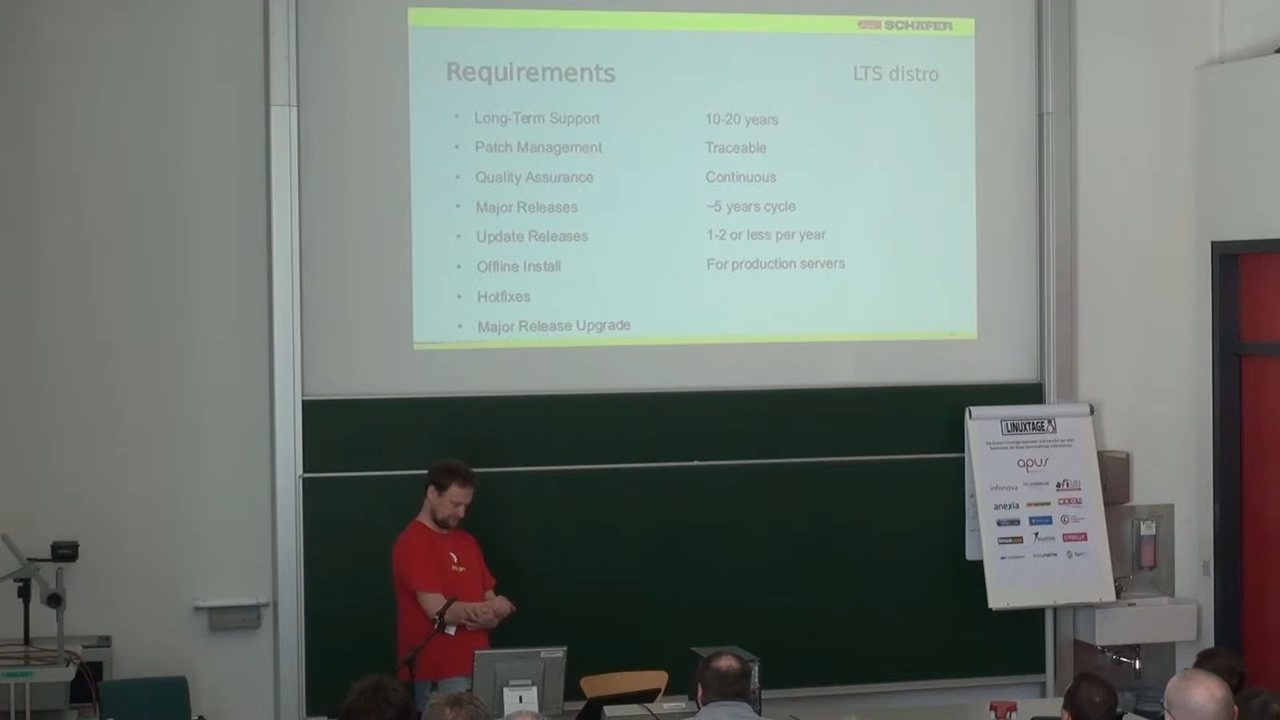 SCHÄFER
Requirements
LTS distro
• Long-Term Support 10-20 years
• Patch Management Traceable
• Quality Assurance Continuous
• Major Releases ~5 years cycle
• Update Releases 1-2 or less per year
• Offline Install For production servers
• Hotfixes
• Major Release Upgrade
LINUXTAGE
apus
infonova
anexia
O'REILLY